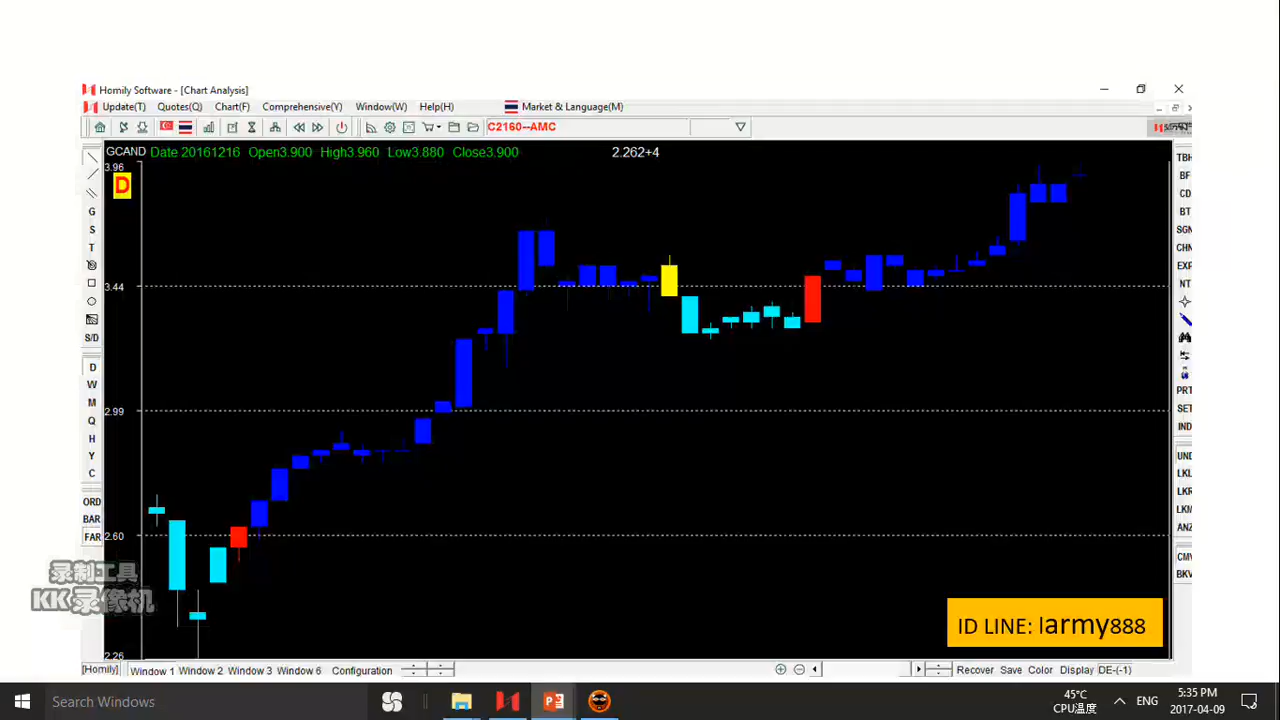 Homily Software - [Chart Analysis]
Update(T) Quotes(Q) Chart(F) Comprehensive(Y) Window(W) Help(H) Market & Language(M)
C2160--AMC
GCAND Date 20161216 Open3.900 High3.960 Low3.880 Close3.900 2.262+4
3.96
D
3.44
2.99
2.60
2.26
G
S
T
S/D
D
W
M
Q
H
Y
C
ORD
BAR
FAR
TBH
BF
CD
BT
SGN
CHN
EXP
NT
PRT
SET
IND
UND
LKL
LKR
LKM
ANZ
CMV
BKV
录制工具
KK录像机
ID LINE: larmy888
[Homily] Window 1 Window 2 Window 3 Window 6 Configuration Recover Save Color Display DE-(-1)
Search Windows
45°C
CPU温度
ENG
5:35 PM
2017-04-09